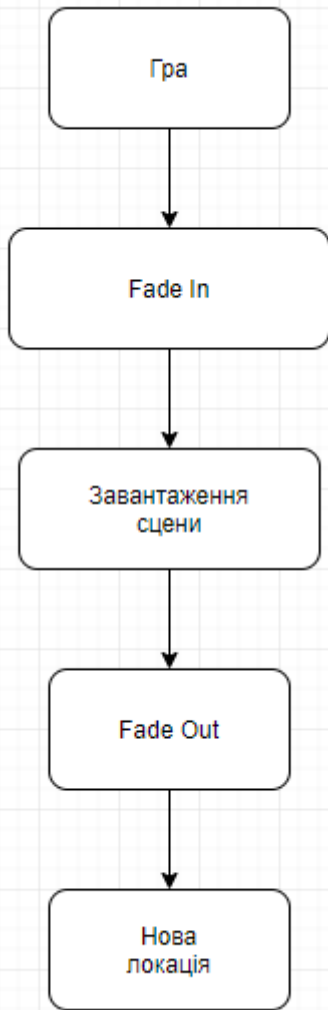 Гра
Fade In
Завантаження
сцени
Fade Out
Нова
локація